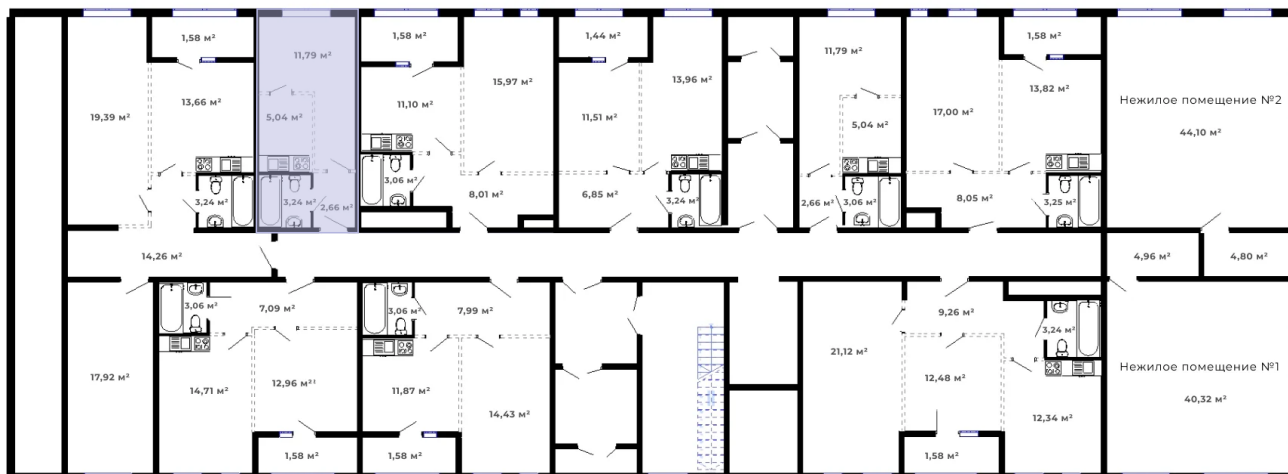 1,58 м²
11,79 м²
1,58 м²
1,44 м²
11,79 м²
1,58 м²
19,39 м²
13,66 м²
5,04 м²
11,10 м²
15,97 м²
11,51 м²
13,96 м²
5,04 м²
17,00 м²
13,82 м²
Нежилое помещение №2
44,10 м²
3,24 м²
3,24 м²
2,66 м²
3,06 м²
8,01 м²
6,85 м²
3,24 м²
2,66 м²
3,06 м²
8,05 м²
3,25 м²
14,26 м²
4,96 м²
4,80 м²
3,06 м²
7,09 м²
3,06 м²
7,99 м²
9,26 м²
3,24 м²
21,12 м²
17,92 м²
14,71 м²
12,96 м²¹
11,87 м²
14,43 м²
12,48 м²
12,34 м²
Нежилое помещение №1
40,32 м²
1,58 м²
1,58 м²
1,58 м²